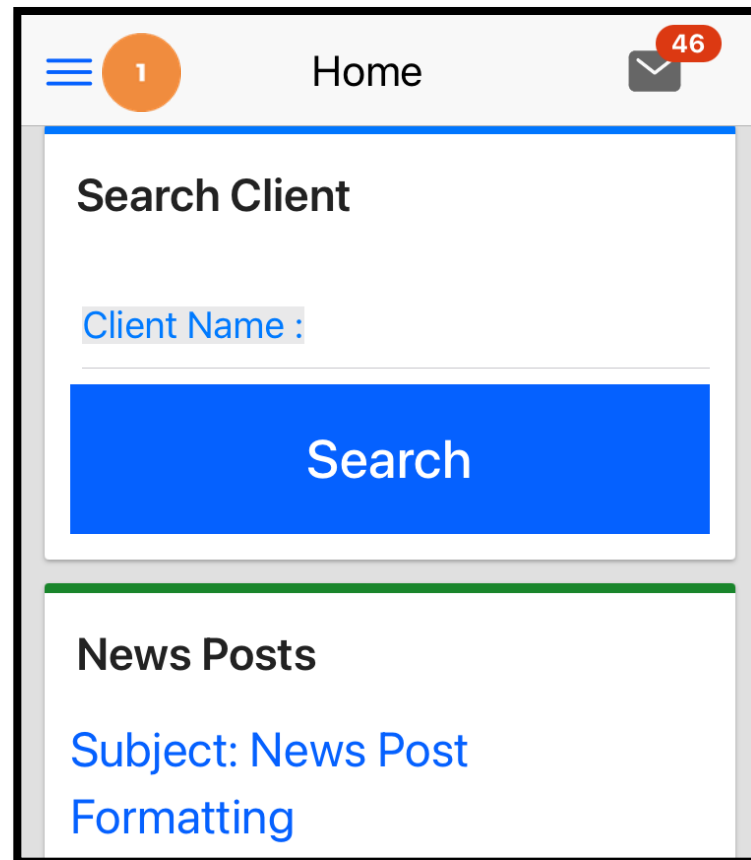 1
Home
46
Search Client
Client Name :
Search
News Posts
Subject: News Post
Formatting